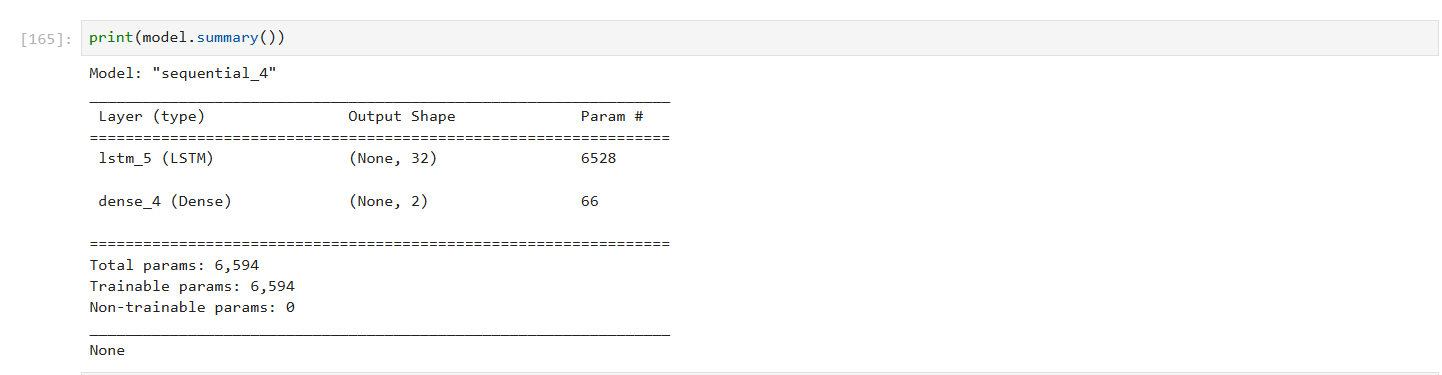 [165]: print(model.summary())
Model: "sequential_4"
_________________________________________________________________
Layer (type) Output Shape Param #
=================================================================
lstm_5 (LSTM) (None, 32) 6528
dense_4 (Dense) (None, 2) 66
=================================================================
Total params: 6,594
Trainable params: 6,594
Non-trainable params: 0
_________________________________________________________________
None